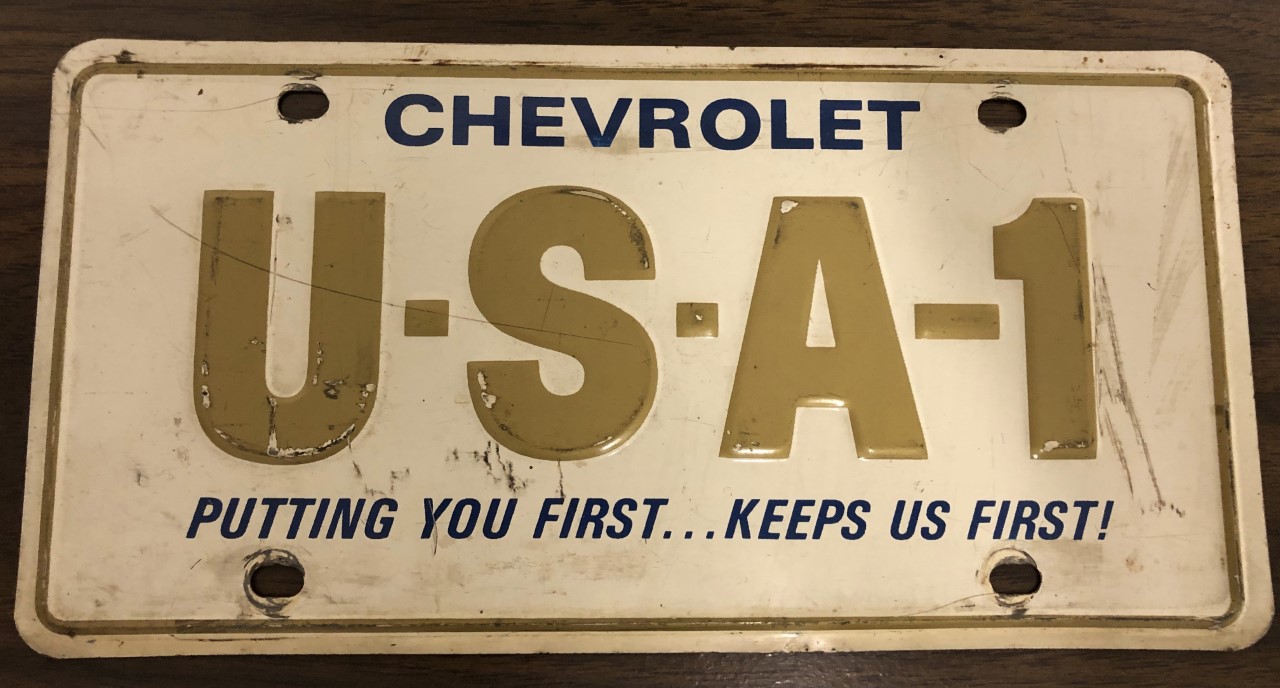 CHEVROLET
U-S-A-1
PUTTING YOU FIRST...KEEPS US FIRST!